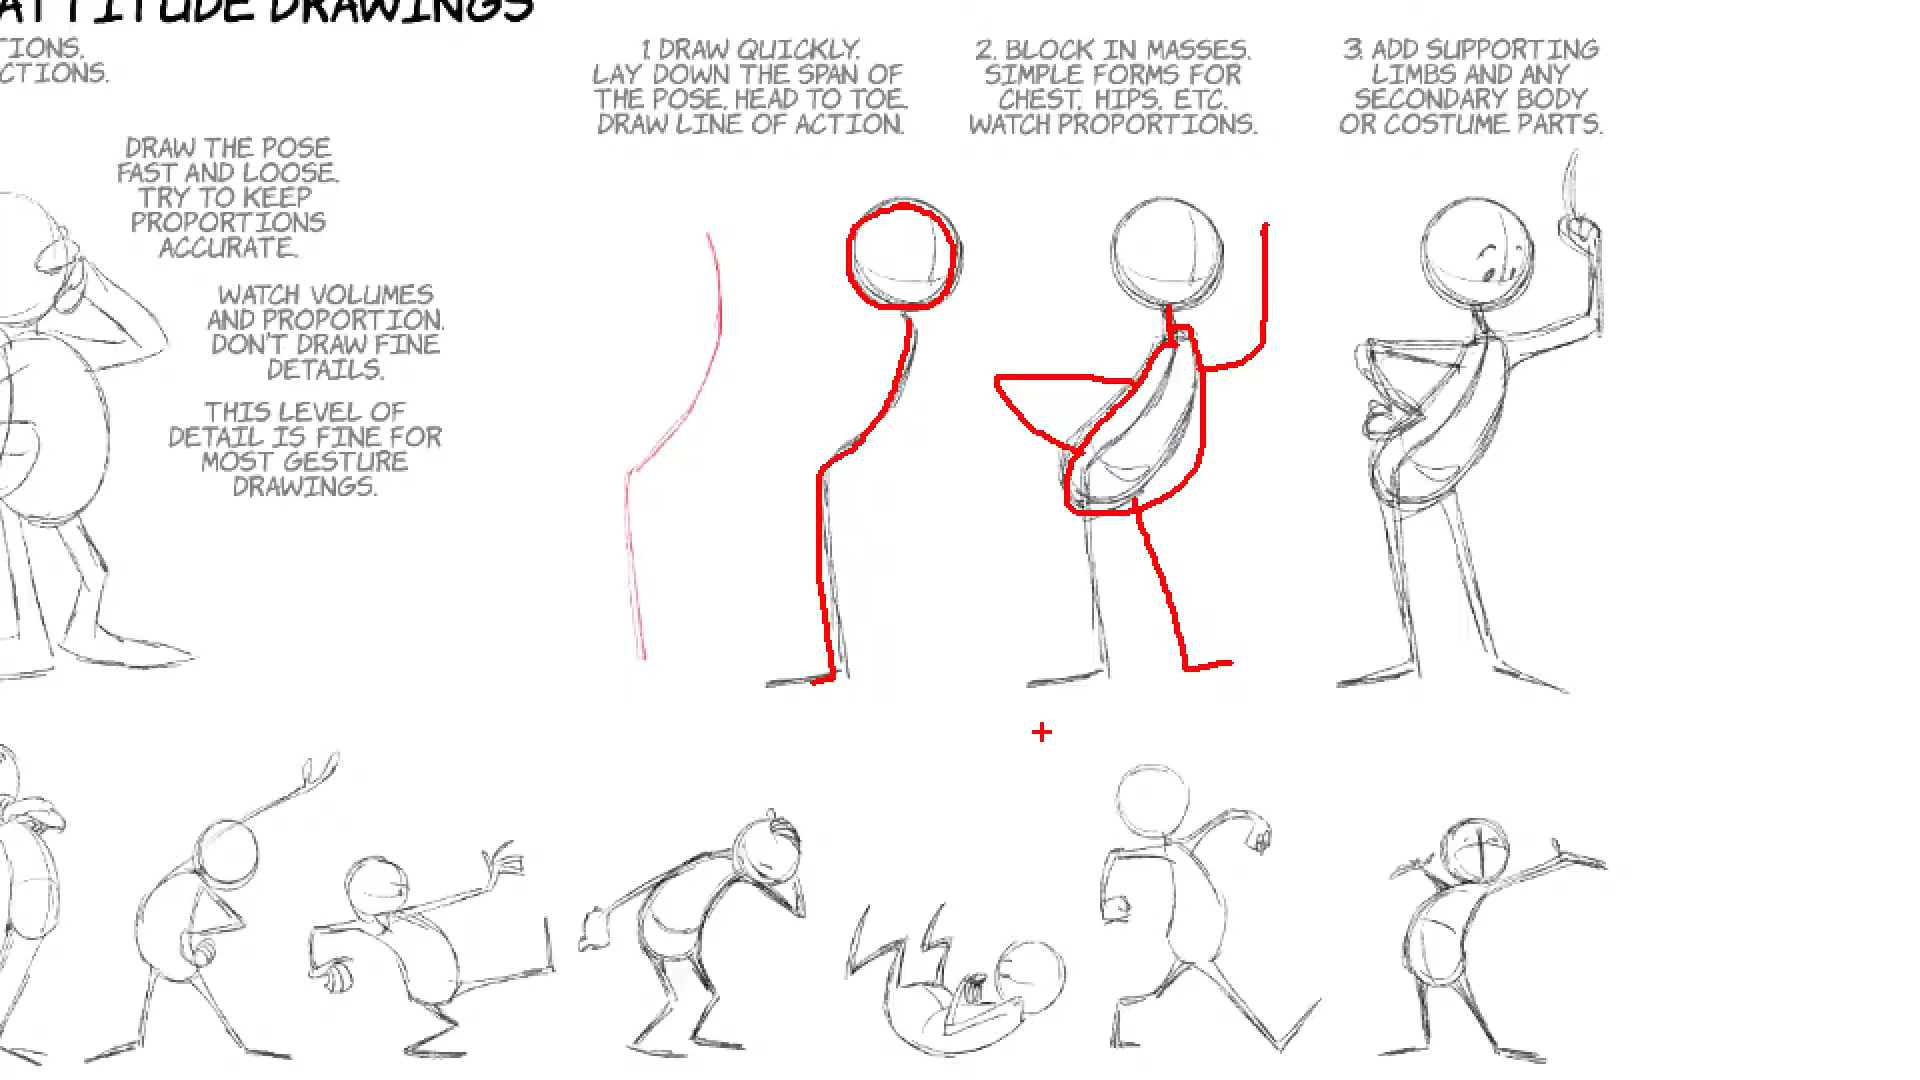 ATTITUDE DRAWINGS
TIONS.
CTIONS.
DRAW THE POSE
FAST AND LOOSE.
TRY TO KEEP
PROPORTIONS
ACCURATE.
WATCH VOLUMES
AND PROPORTION.
DON'T DRAW FINE
DETAILS.
THIS LEVEL OF
DETAIL IS FINE FOR
MOST GESTURE
DRAWINGS.
1. DRAW QUICKLY.
LAY DOWN THE SPAN OF
THE POSE. HEAD TO TOE.
DRAW LINE OF ACTION.
2. BLOCK IN MASSES.
SIMPLE FORMS FOR
CHEST, HIPS, ETC.
WATCH PROPORTIONS.
3. ADD SUPPORTING
LIMBS AND ANY
SECONDARY BODY
OR COSTUME PARTS.